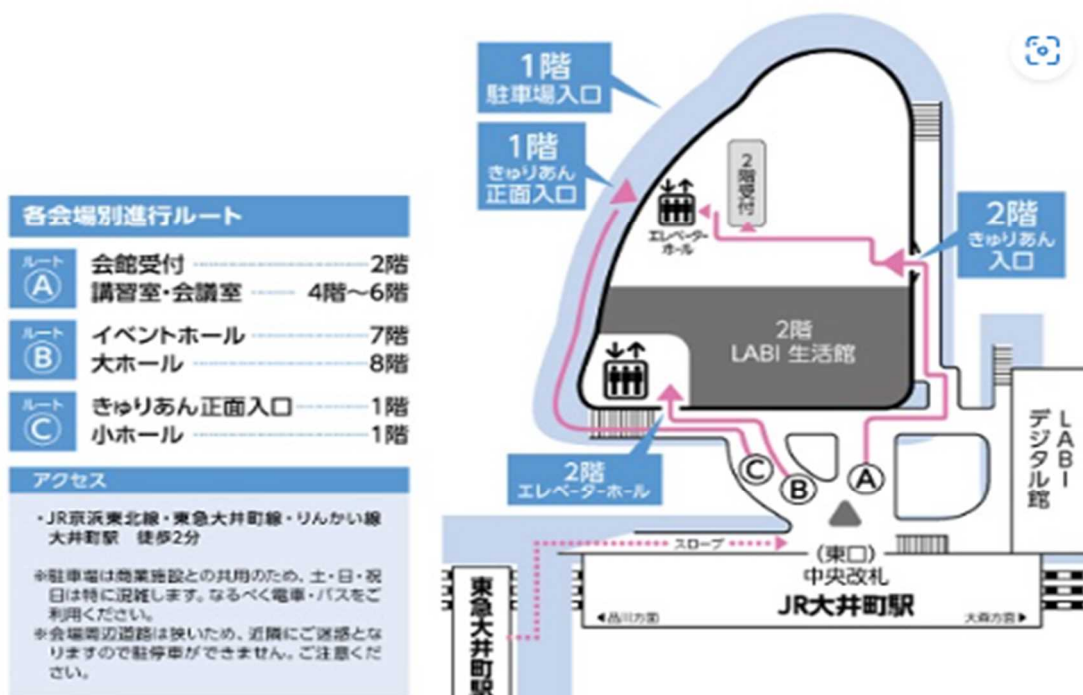 各会場別進行ルート
ルート
A
会館受付 2階
講習室・会議室 4階～6階
ルート
B
イベントホール 7階
大ホール 8階
ルート
C
きゅりあん正面入口 1階
小ホール 1階
アクセス
・JR京浜東北線・東急大井町線・りんかい線
大井町駅 徒歩2分
※駐車場は商業施設との共用のため、土・日・祝
日は特に混雑します。なるべく電車・バスをご
利用ください。
※会場周辺道路は狭いため、近隣にご迷惑とな
りますので駐停車ができません。ご注意くだ
さい。
1階
駐車場入口
1階
きゅりあん
正面入口
2階受付
エレベーター
ホール
2階
きゅりあん
入口
2階
LABI 生活館
2階
エレベーターホール
C
B
A
LABI
デジタル館
スロープ
(東口)
中央改札
JR大井町駅
品川方面
大森方面
東急大井町駅